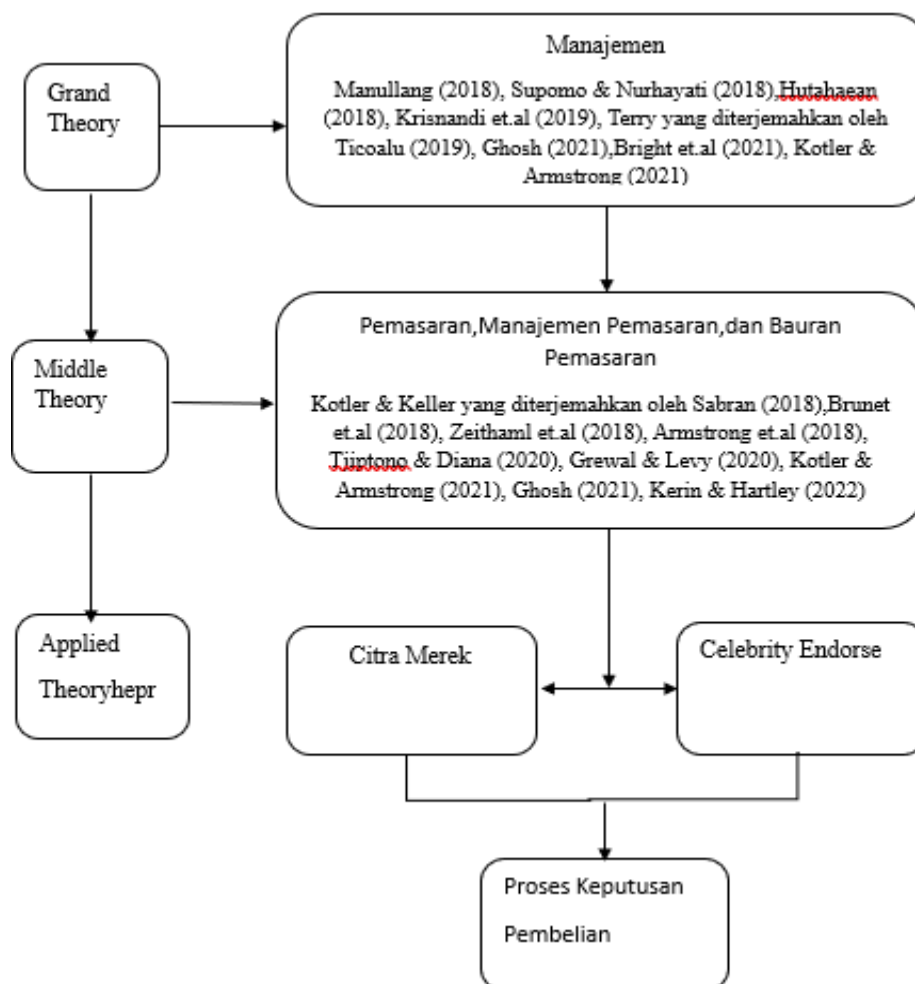 Manajemen
Grand
Theory
Manullang (2018), Supomo & Nurhayati (2018),Hutahaean
(2018), Krisnandi et.al (2019), Terry yang diterjemahkan oleh
Ticoalu (2019), Ghosh (2021),Bright et.al (2021), Kotler &
Armstrong (2021)
Pemasaran,Manajemen Pemasaran,dan Bauran
Pemasaran
Middle
Theory
Kotler & Keller yang diterjemahkan oleh Sabran (2018),Brunet
et.al (2018), Zeithaml et.al (2018), Armstrong et.al (2018),
Tjiptono & Diana (2020), Grewal & Levy (2020), Kotler &
Armstrong (2021), Ghosh (2021), Kerin & Hartley (2022)
Applied
Theoryhepr
Citra Merek
Celebrity Endorse
Proses Keputusan
Pembelian